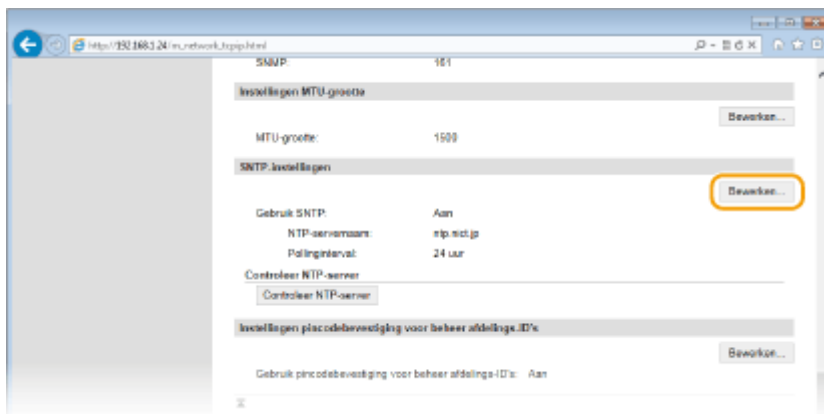 http://192.168.1.24/m_network_tcpip.html
SNMP: 161
Instellingen MTU-grootte
Bewerken...
MTU-grootte: 1500
SNTP-instellingen
Bewerken...
Gebruik SNTP: Aan
NTP-servernaam: ntp.nict.jp
Pollinginterval: 24 uur
Controleer NTP-server
Controleer NTP-server
Instellingen pincodebevestiging voor beheer afdelings-ID's
Bewerken...
Gebruik pincodebevestiging voor beheer afdelings-ID's: Aan